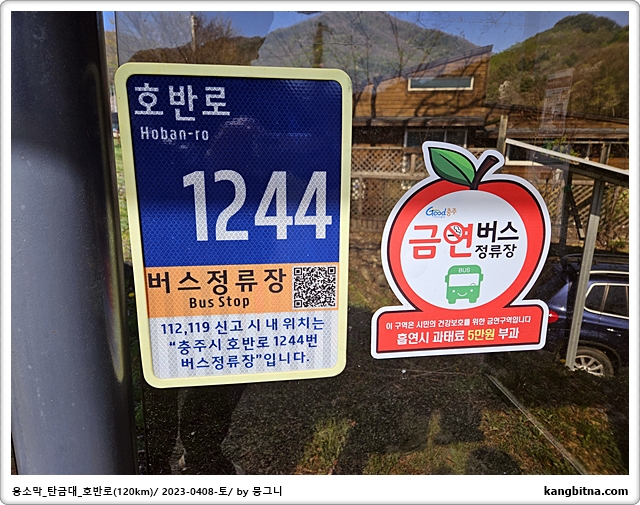 호반로
Hoban-ro
1244
버스정류장
Bus Stop
112,119 신고 시 내 위치는
“충주시 호반로 1244번
버스정류장”입니다.
Good충주
금연버스
정류장
BUS
이 구역은 시민의 건강보호를 위한 금연구역입니다
흡연시 과태료 5만원 부과
용소막_탄금대_호반로(120km)/ 2023-0408-토/ by 뭉그니
kangbitna.com